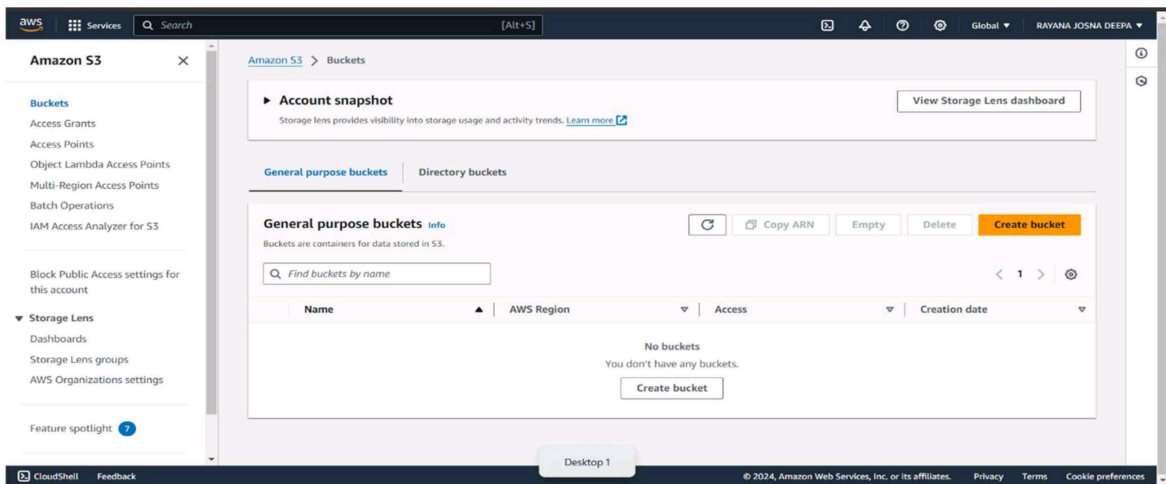 aws Services Search [Alt+S] Global RAYANA JOSNA DEEPA
Amazon S3
Buckets
Access Grants
Access Points
Object Lambda Access Points
Multi-Region Access Points
Batch Operations
IAM Access Analyzer for S3
Block Public Access settings for
this account
Storage Lens
Dashboards
Storage Lens groups
AWS Organizations settings
Feature spotlight 7
Amazon S3 > Buckets
Account snapshot
Storage lens provides visibility into storage usage and activity trends. Learn more
View Storage Lens dashboard
General purpose buckets Directory buckets
General purpose buckets Info
Buckets are containers for data stored in S3.
Copy ARN Empty Delete Create bucket
Find buckets by name
< 1 >
Name AWS Region Access Creation date
No buckets
You don't have any buckets.
Create bucket
Desktop 1
CloudShell Feedback © 2024, Amazon Web Services, Inc. or its affiliates. Privacy Terms Cookie preferences